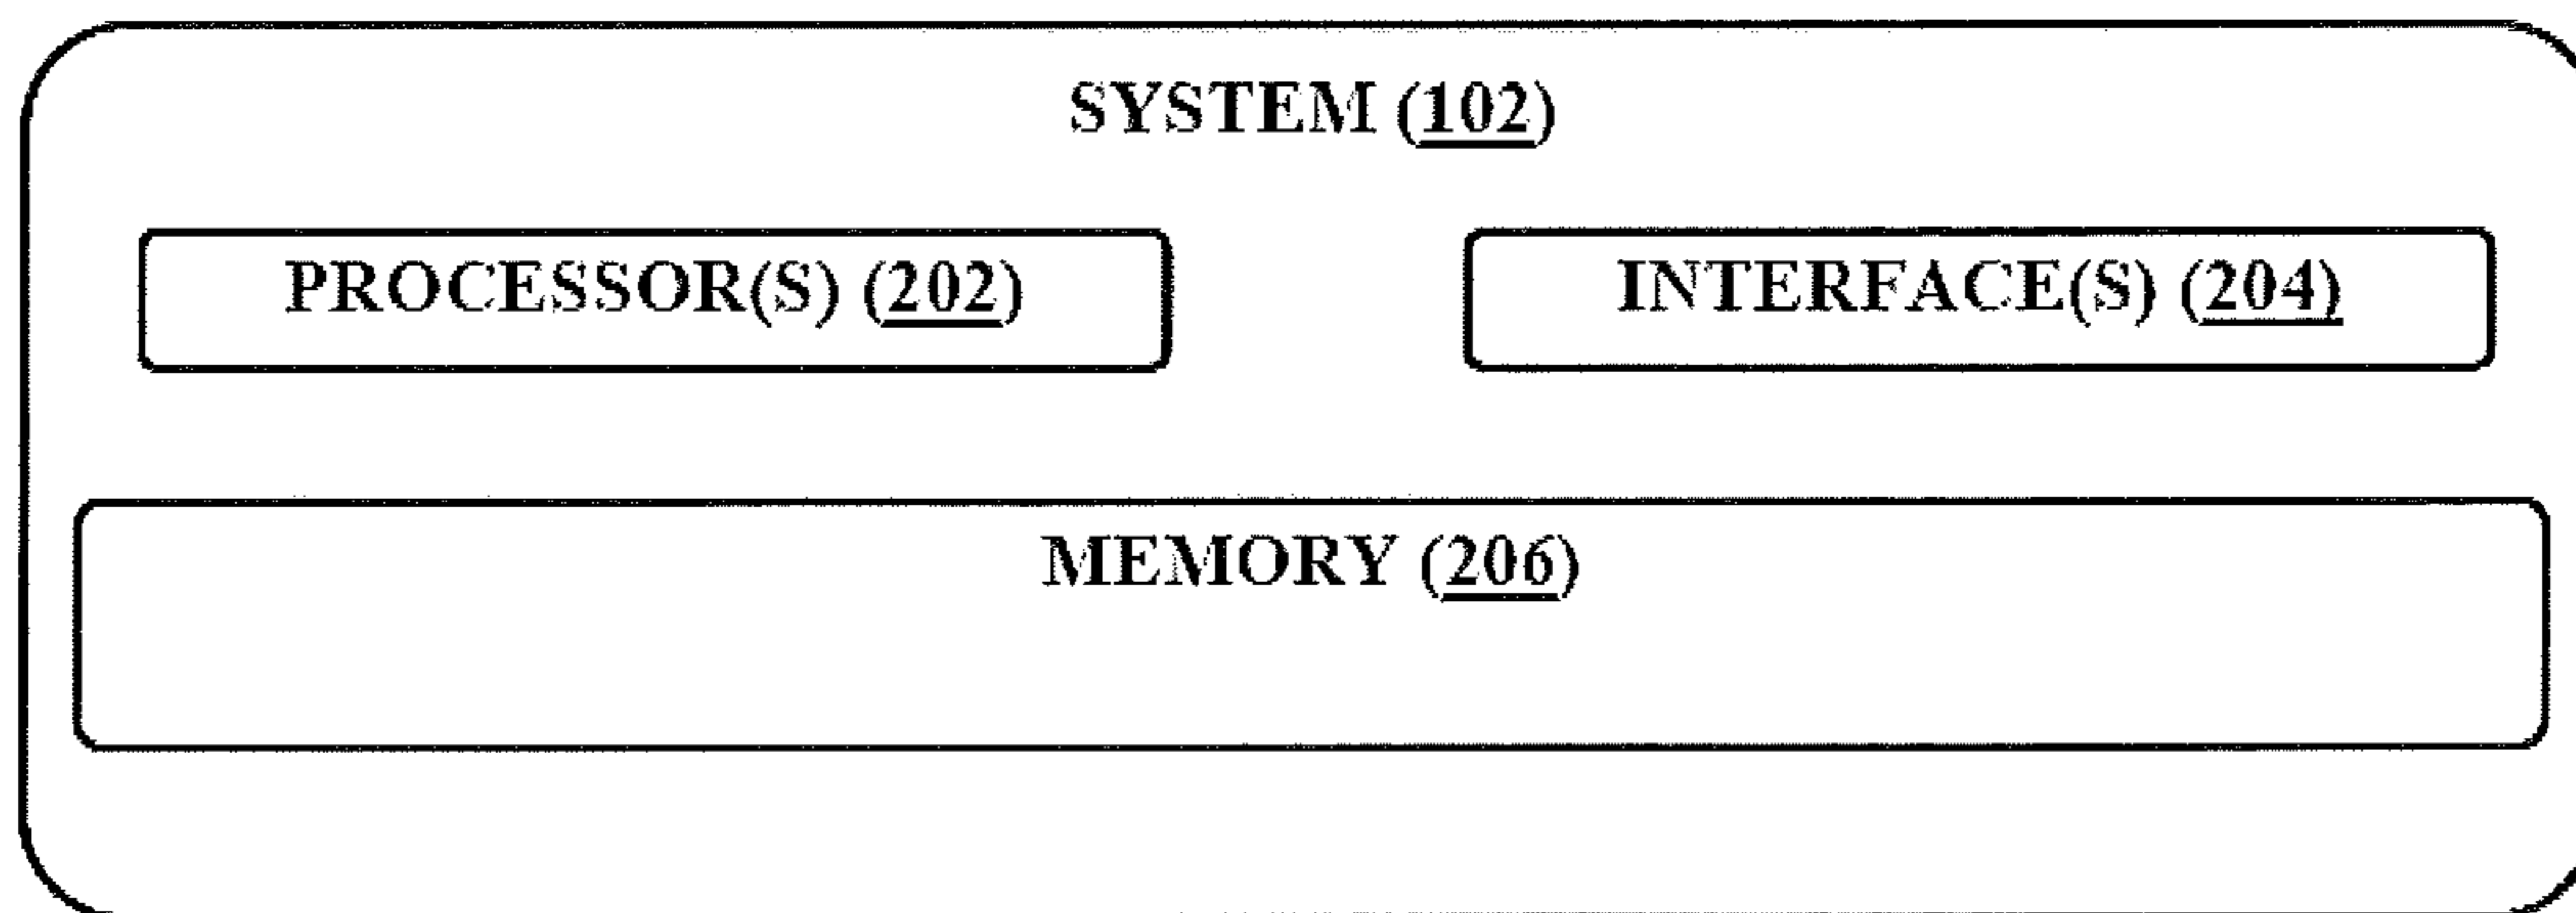 SYSTEM (102)
PROCESSOR(S) (202)
INTERFACE(S) (204)
MEMORY (206)